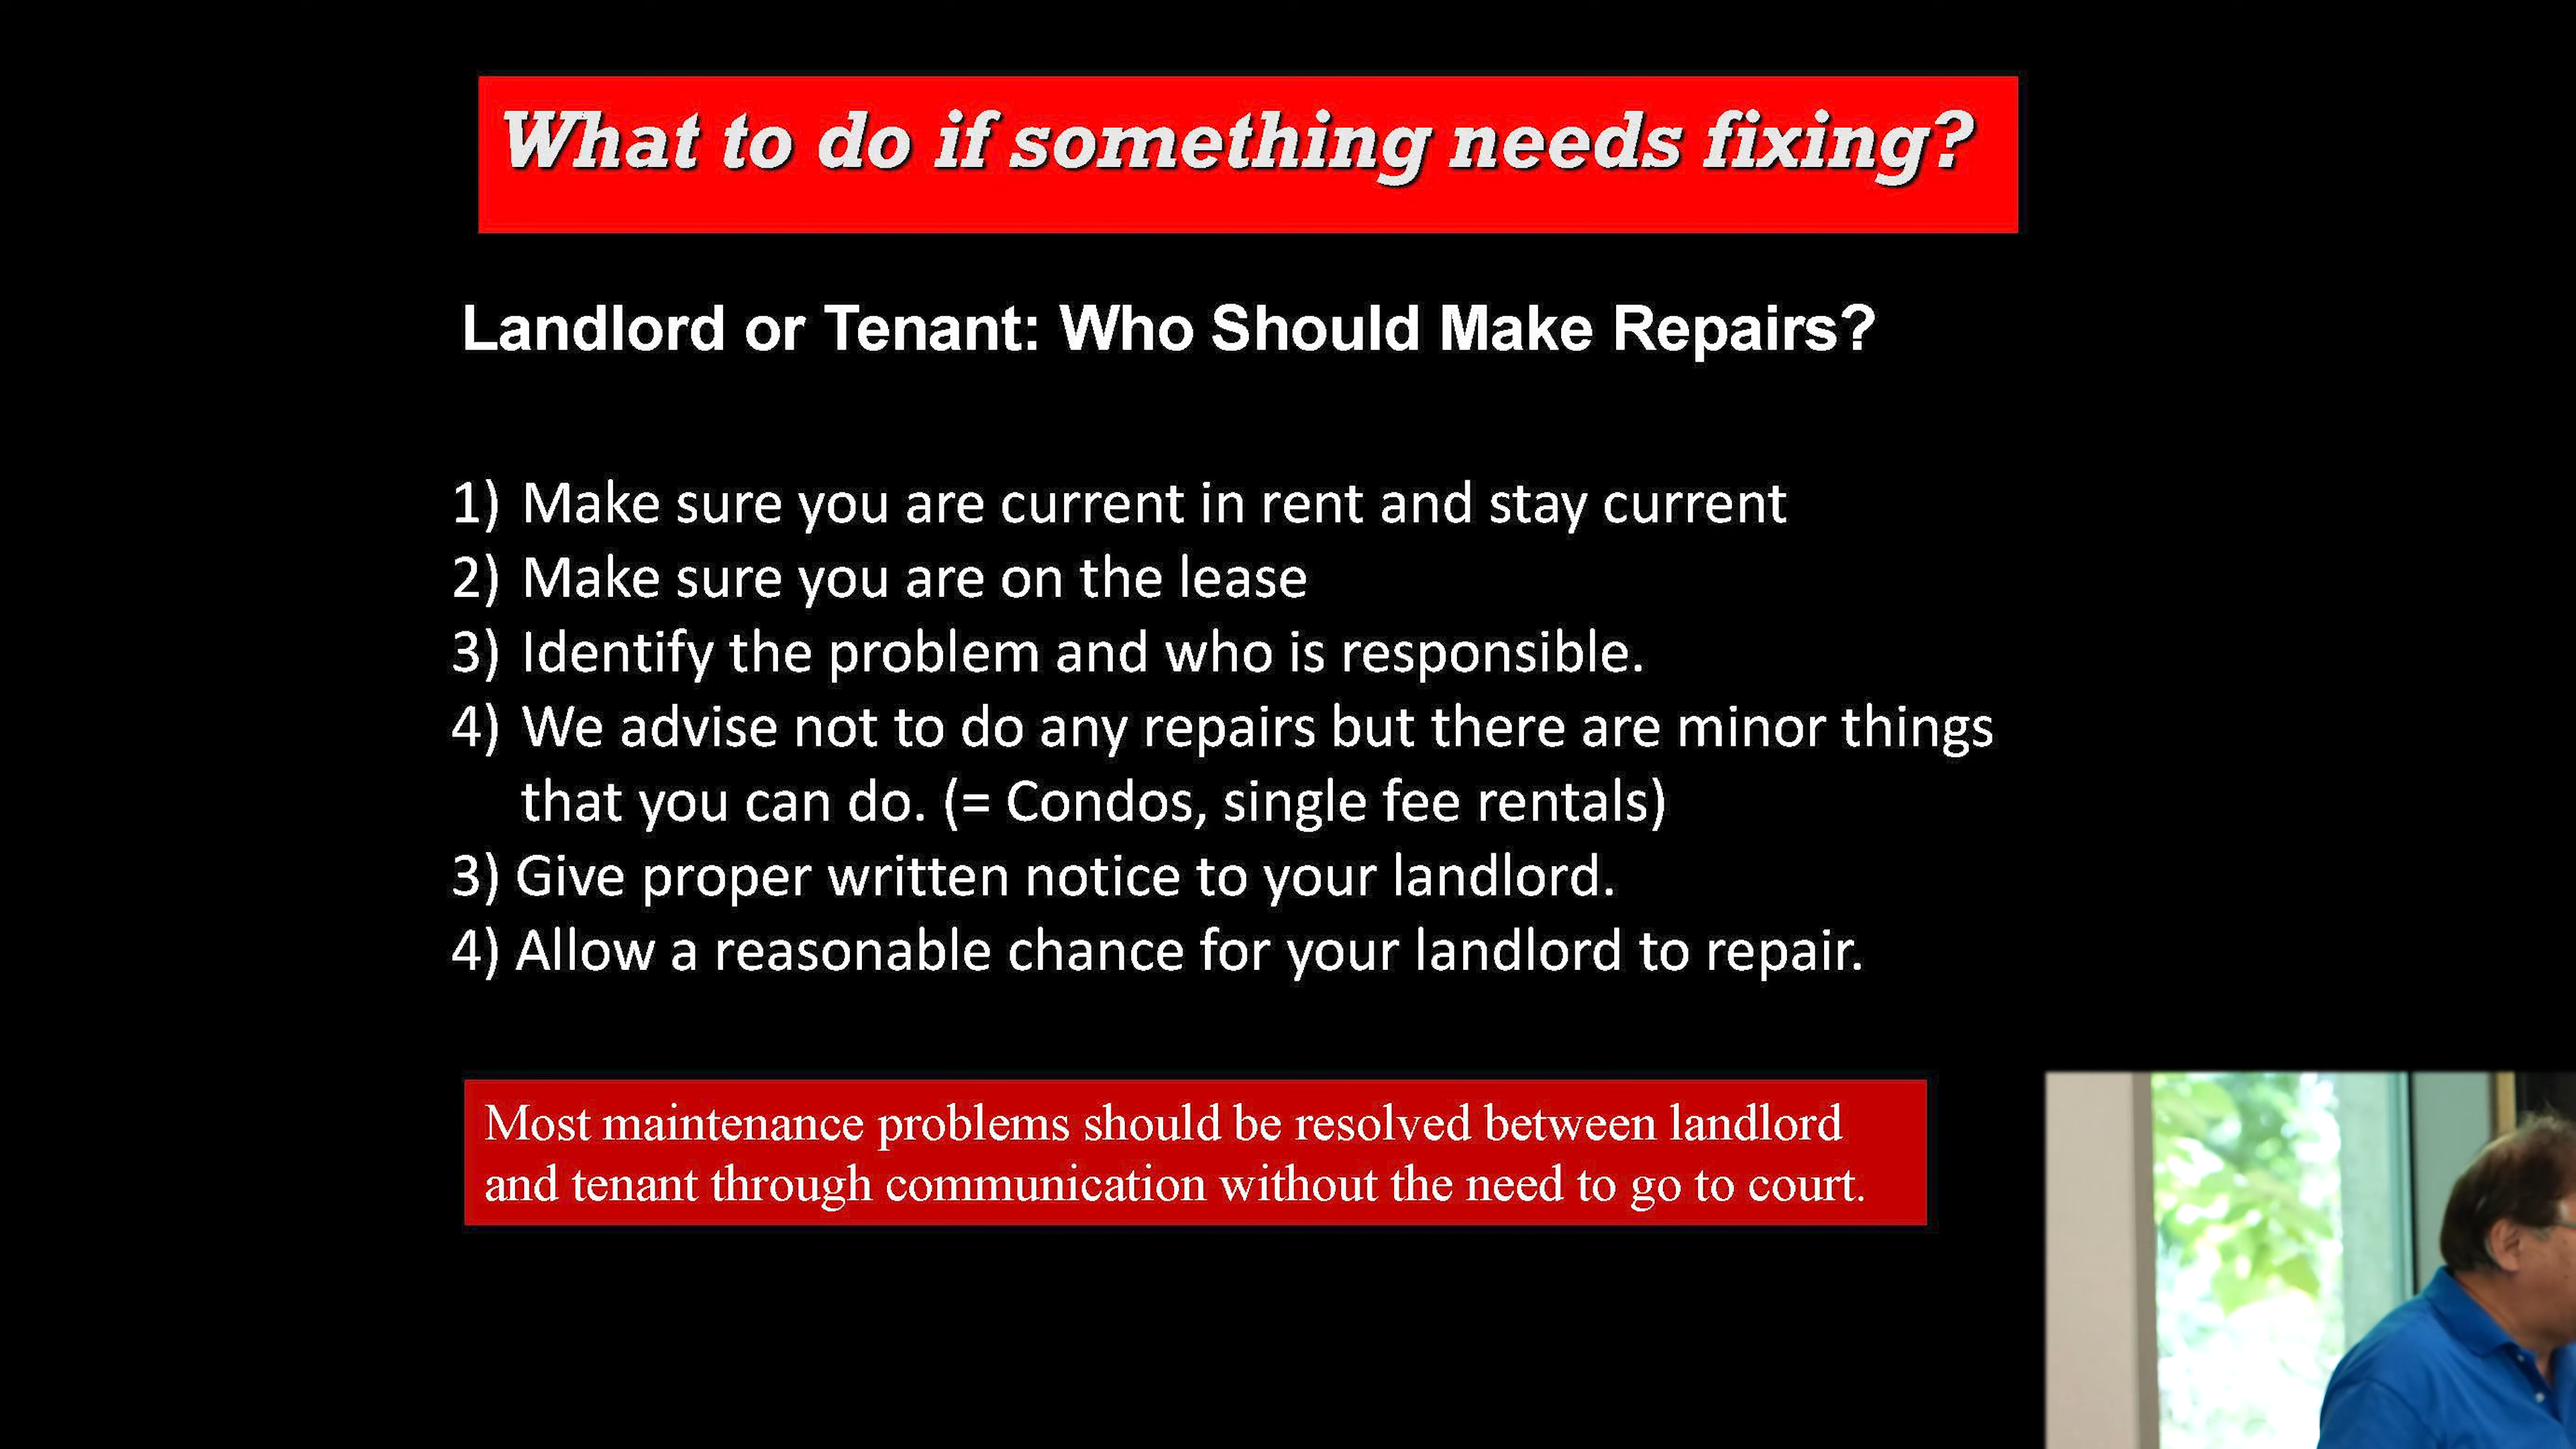 What to do if something needs fixing?
Landlord or Tenant: Who Should Make Repairs?
1) Make sure you are current in rent and stay current
2) Make sure you are on the lease
3) Identify the problem and who is responsible.
4) We advise not to do any repairs but there are minor things
that you can do. (= Condos, single fee rentals)
3) Give proper written notice to your landlord.
4) Allow a reasonable chance for your landlord to repair.
Most maintenance problems should be resolved between landlord
and tenant through communication without the need to go to court.